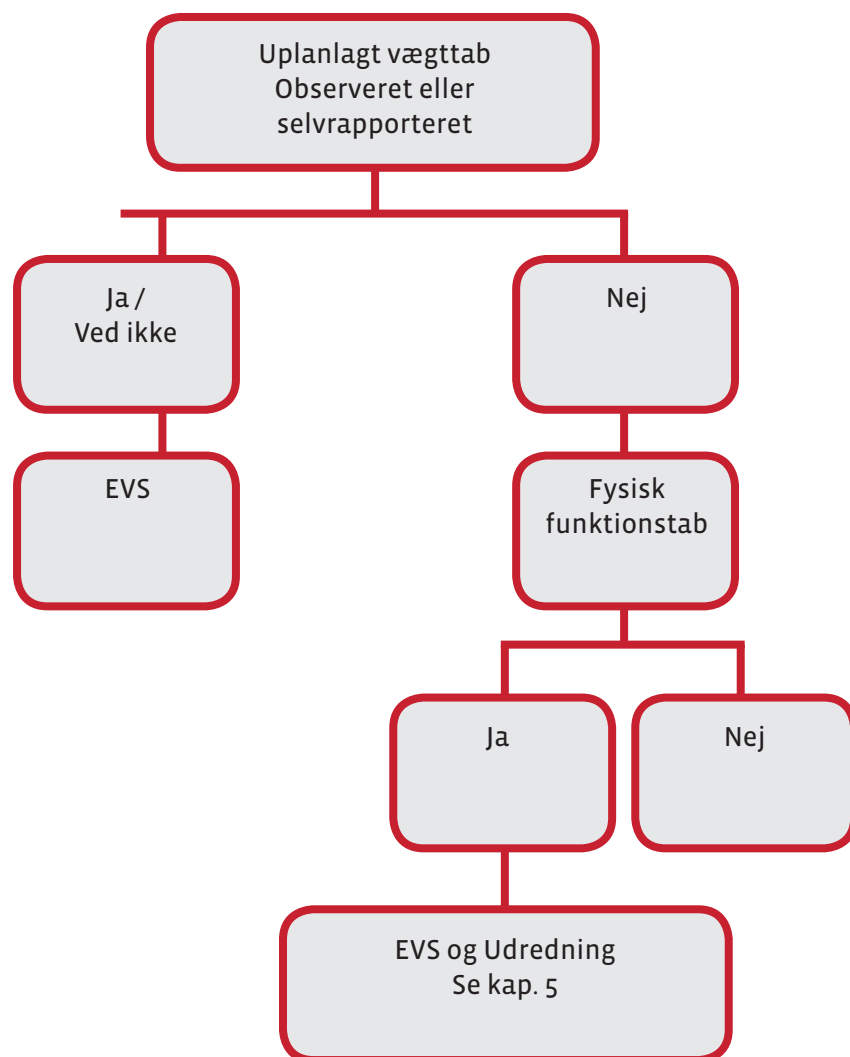 Uplanlagt vægttab
Observeret eller
selvrapporteret
Ja /
Ved ikke
Nej
EVS
Fysisk
funktionstab
Ja
Nej
EVS og Udredning
Se kap. 5